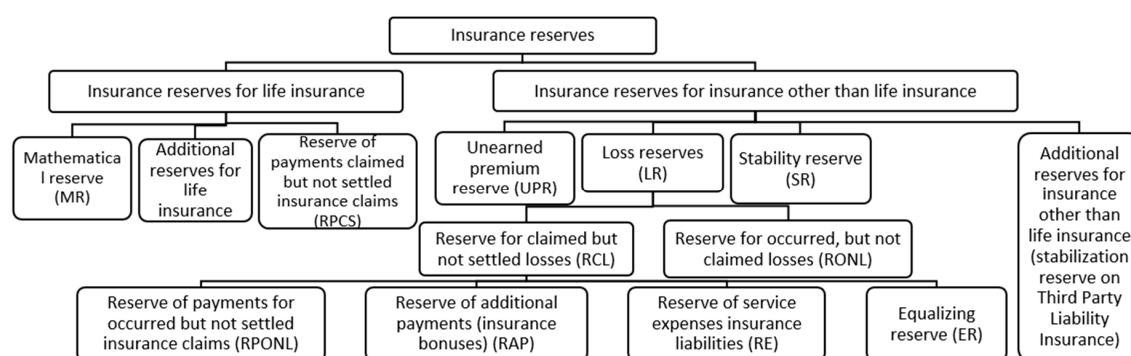 Insurance reserves
Insurance reserves for life insurance
Insurance reserves for insurance other than life insurance
Mathematica
l reserve
(MR)
Additional
reserves for
life
insurance
Reserve of
payments claimed
but not settled
insurance claims
(RPCS)
Unearned
premium
reserve (UPR)
Loss reserves
(LR)
Stability reserve
(SR)
Additional
reserves for
insurance
other than
life insurance
(stabilization
reserve on
Third Party
Liability
Insurance)
Reserve for claimed but
not settled losses (RCL)
Reserve for occurred, but not
claimed losses (RONL)
Reserve of payments for
occurred but not settled
insurance claims (RPONL)
Reserve of additional
payments (insurance
bonuses) (RAP)
Reserve of service
expenses insurance
liabilities (RE)
Equalizing
reserve (ER)